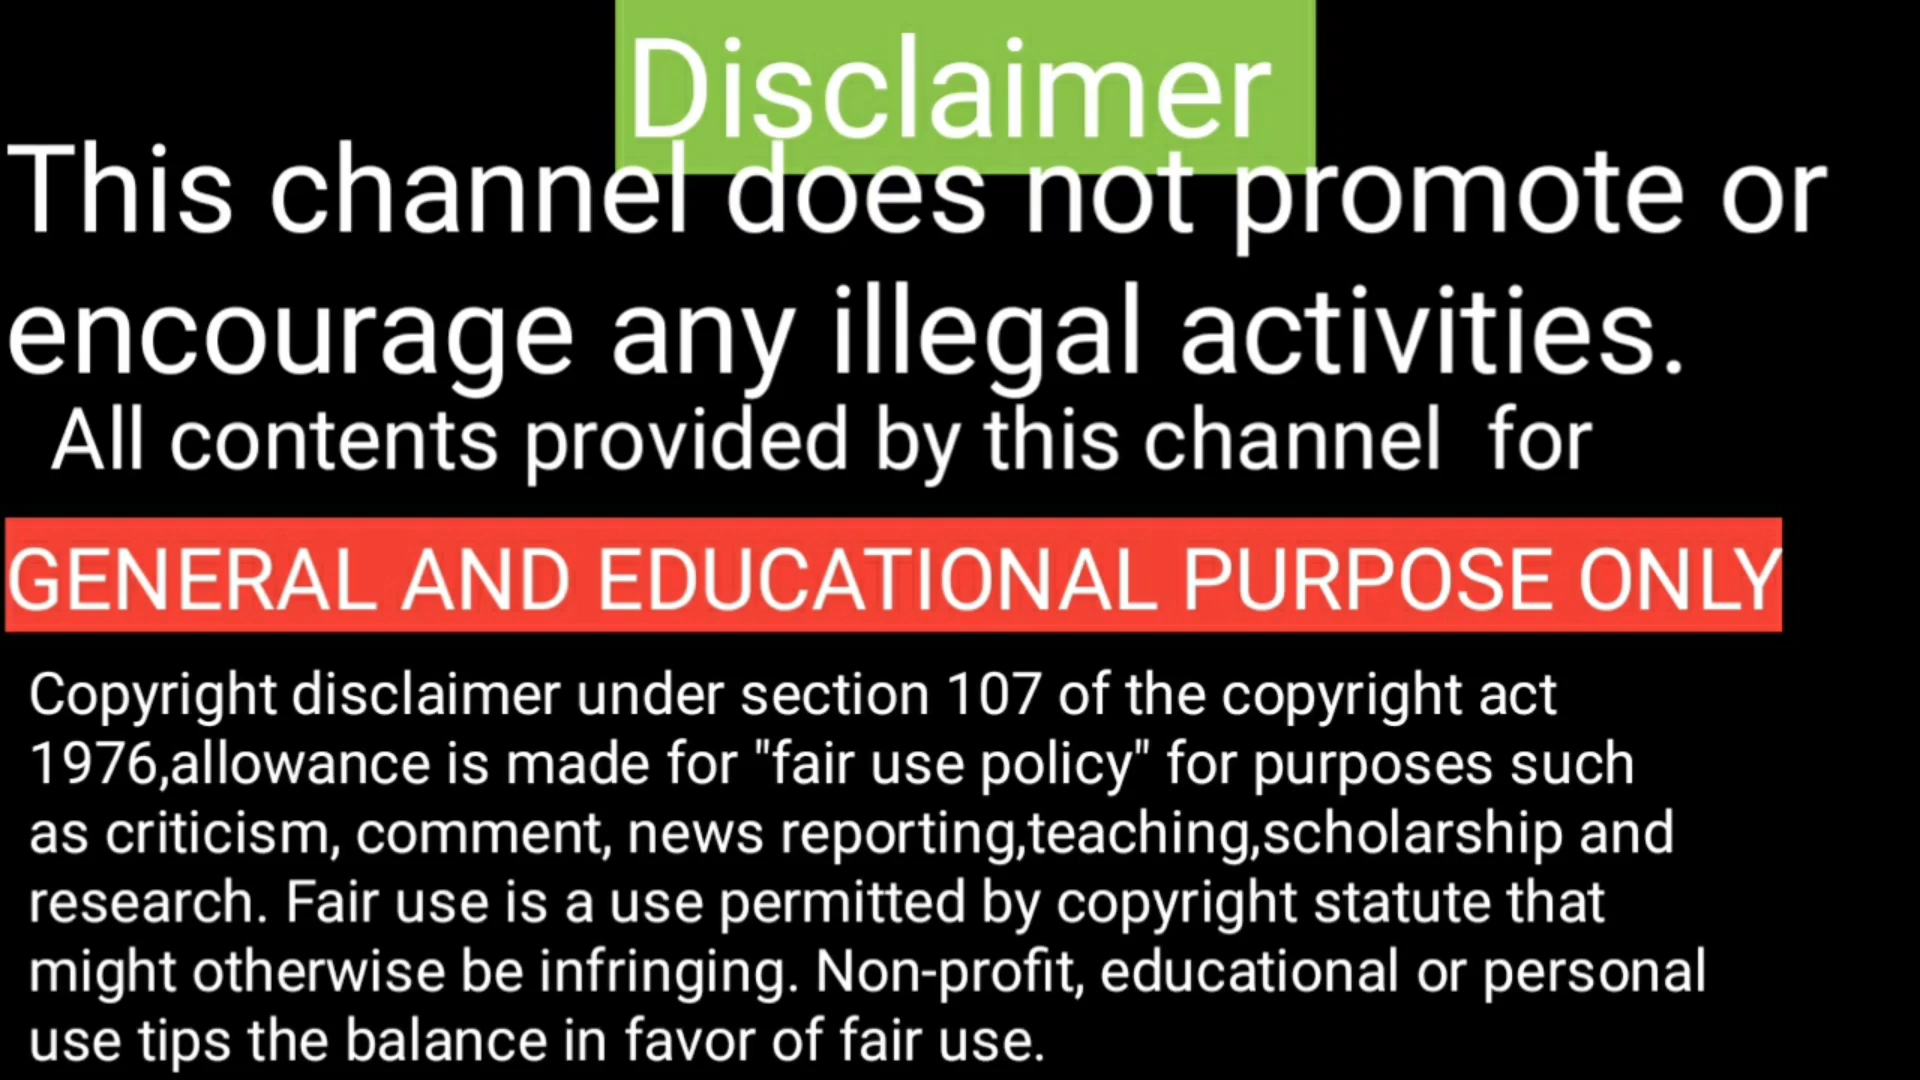 Disclaimer
This channel does not promote or
encourage any illegal activities.
All contents provided by this channel for
GENERAL AND EDUCATIONAL PURPOSE ONLY
Copyright disclaimer under section 107 of the copyright act
1976,allowance is made for "fair use policy" for purposes such
as criticism, comment, news reporting,teaching,scholarship and
research. Fair use is a use permitted by copyright statute that
might otherwise be infringing. Non-profit, educational or personal
use tips the balance in favor of fair use.